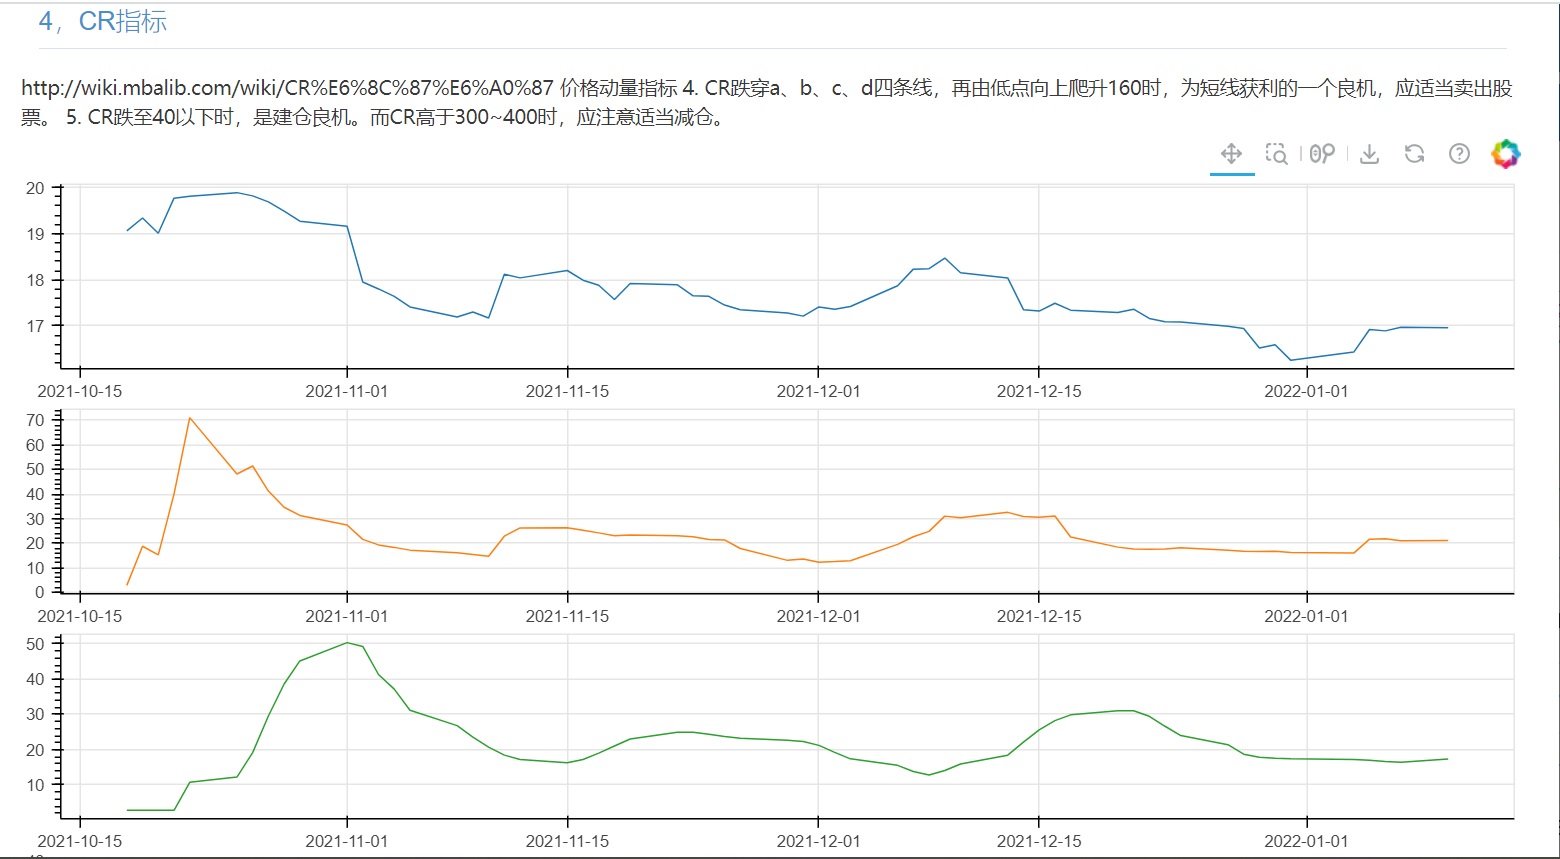 4，CR指标
http://wiki.mbalib.com/wiki/CR%E6%8C%87%E6%A0%87 价格动量指标 4. CR跌穿a、b、c、d四条线，再由低点向上爬升160时，为短线获利的一个良机，应适当卖出股
票。 5. CR跌至40以下时，是建仓良机。而CR高于300~400时，应注意适当减仓。
20
19
18
17
2021-10-15 2021-11-01 2021-11-15 2021-12-01 2021-12-15 2022-01-01
70
60
50
40
30
20
10
0
2021-10-15 2021-11-01 2021-11-15 2021-12-01 2021-12-15 2022-01-01
50
40
30
20
10
2021-10-15 2021-11-01 2021-11-15 2021-12-01 2021-12-15 2022-01-01